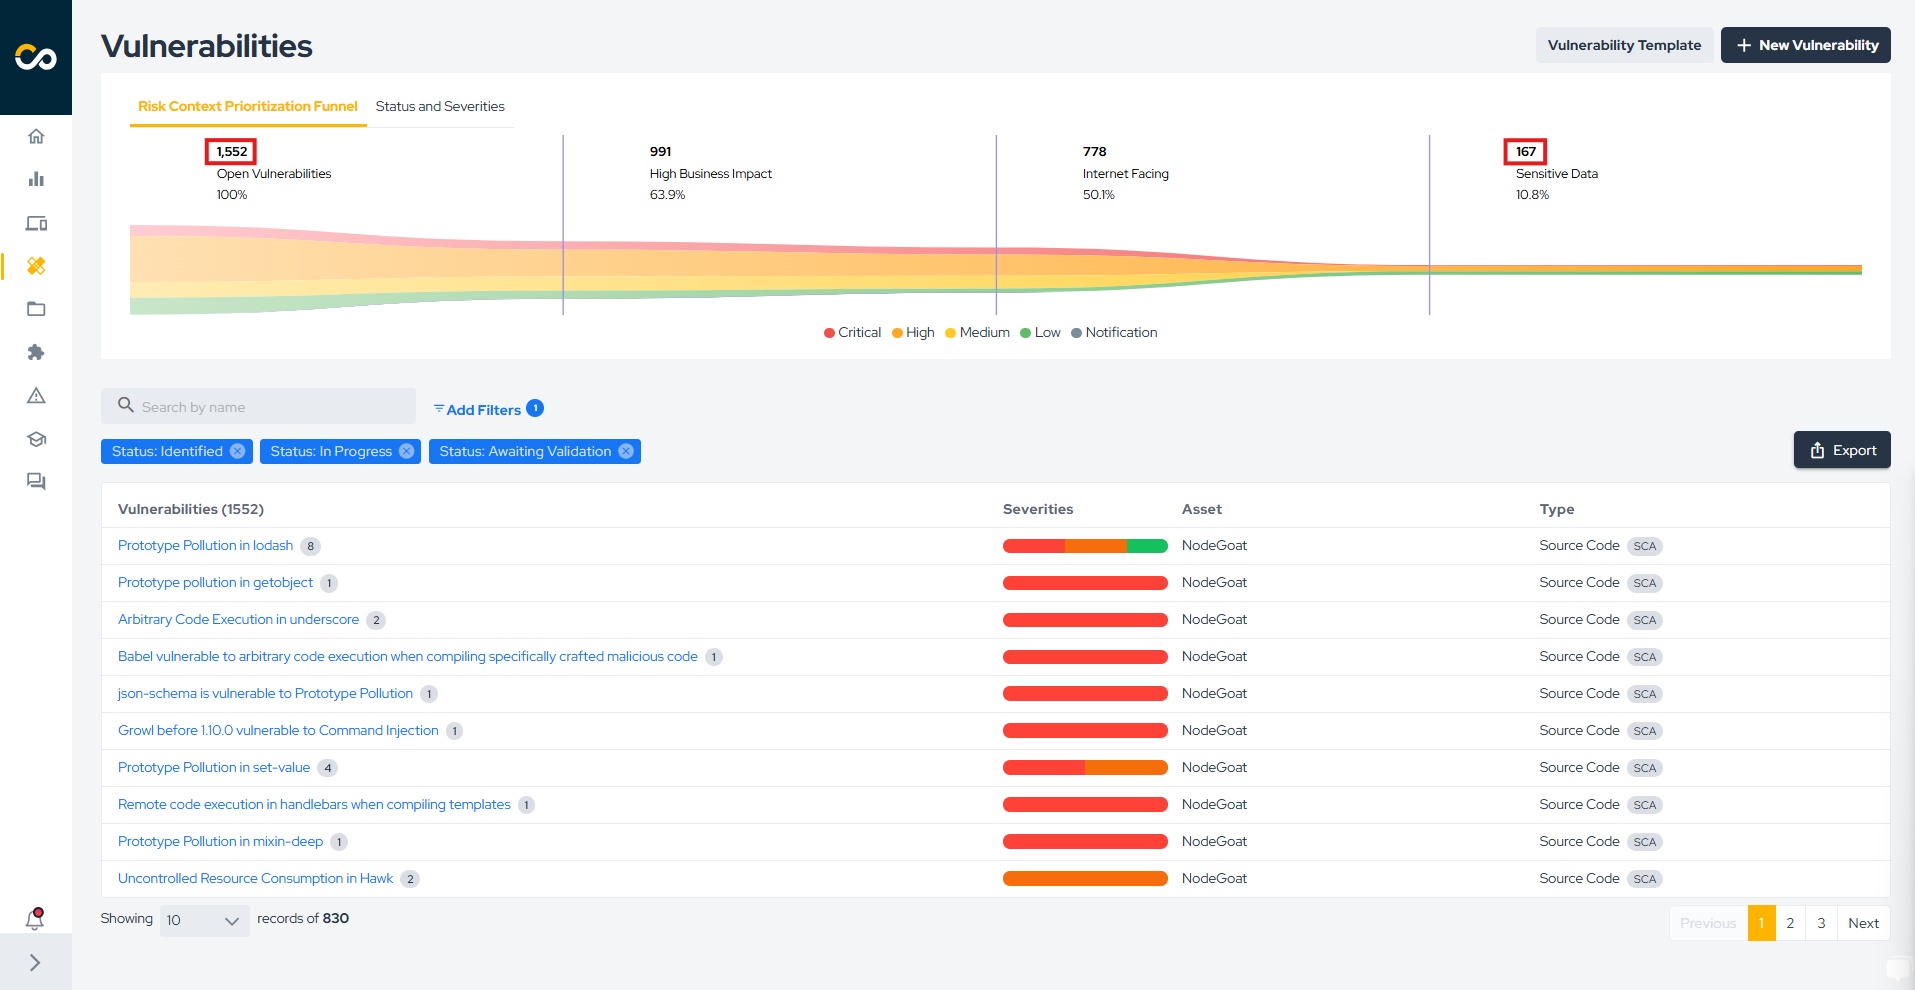 Vulnerabilities
Vulnerability Template
New Vulnerability
Risk Context Prioritization Funnel
Status and Severities
1,552
Open Vulnerabilities
100%
991
High Business Impact
63.9%
778
Internet Facing
50.1%
167
Sensitive Data
10.8%
Critical High Medium Low Notification
Search by name
Add Filters 1
Status: Identified
Status: In Progress
Status: Awaiting Validation
Export
Vulnerabilities (1552) Severities Asset Type
Prototype Pollution in lodash 8 NodeGoat Source Code SCA
Prototype pollution in getobject 1 NodeGoat Source Code SCA
Arbitrary Code Execution in underscore 2 NodeGoat Source Code SCA
Babel vulnerable to arbitrary code execution when compiling specifically crafted malicious code 1 NodeGoat Source Code SCA
json-schema is vulnerable to Prototype Pollution 1 NodeGoat Source Code SCA
Growl before 1.10.0 vulnerable to Command Injection 1 NodeGoat Source Code SCA
Prototype Pollution in set-value 4 NodeGoat Source Code SCA
Remote code execution in handlebars when compiling templates 1 NodeGoat Source Code SCA
Prototype Pollution in mixin-deep 1 NodeGoat Source Code SCA
Uncontrolled Resource Consumption in Hawk 2 NodeGoat Source Code SCA
Showing 10 records of 830
Previous 1 2 3 Next